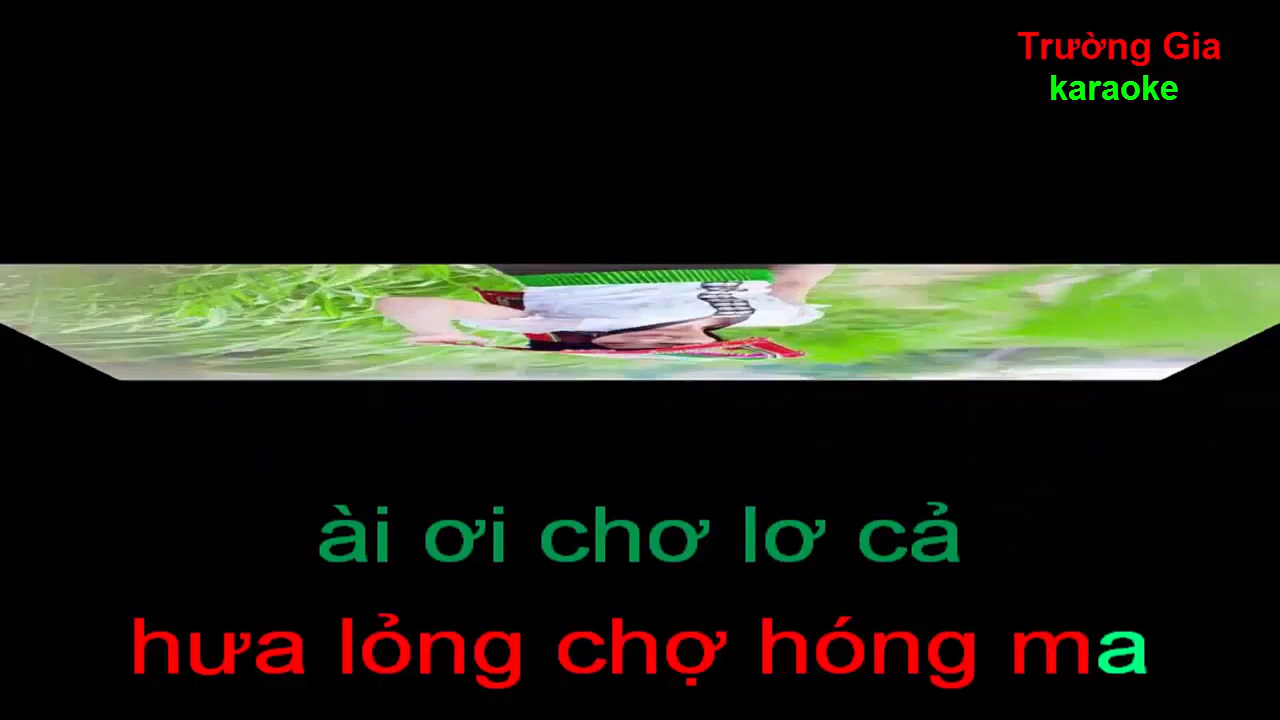 Trường Gia
karaoke
ài ơi chơ lơ cả
hưa lỏng chợ hóng ma